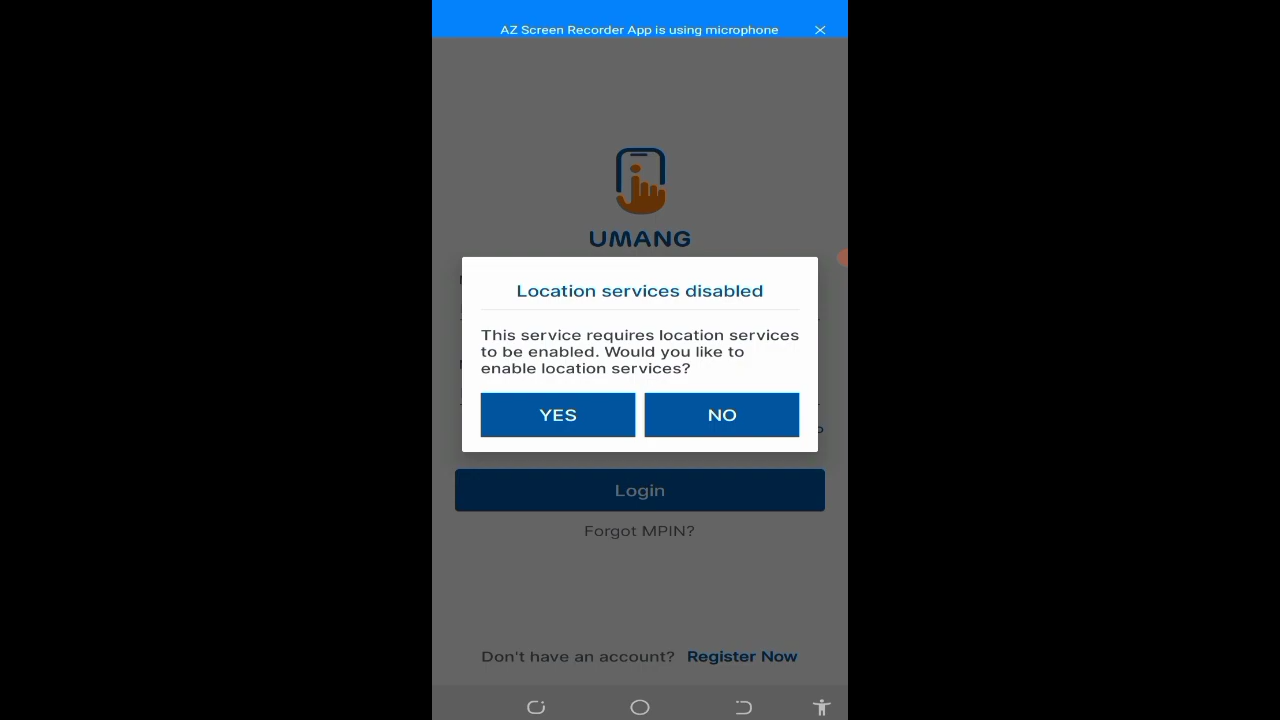 AZ Screen Recorder App is using microphone
UMANG
Location services disabled
This service requires location services
to be enabled. Would you like to
enable location services?
YES
NO
Login
Forgot MPIN?
Don't have an account? Register Now